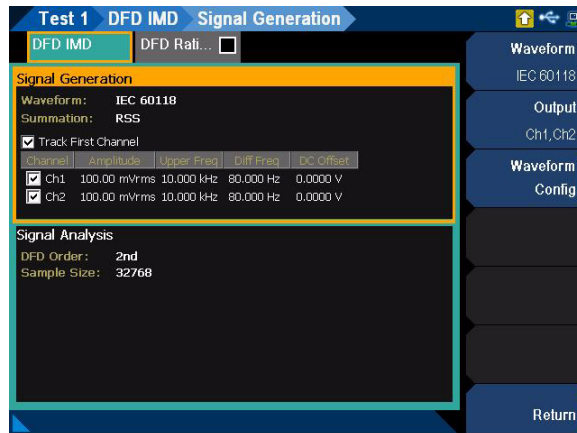 Test 1 DFD IMD Signal Generation
DFD IMD DFD Rati...
Signal Generation
Waveform: IEC 60118
Summation: RSS
Track First Channel
Channel Amplitude Upper Freq Diff Freq DC Offset
Ch1 100.00 mVrms 10.000 kHz 80.000 Hz 0.0000 V
Ch2 100.00 mVrms 10.000 kHz 80.000 Hz 0.0000 V
Signal Analysis
DFD Order: 2nd
Sample Size: 32768
Waveform
IEC 60118
Output
Ch1,Ch2
Waveform
Config
Return